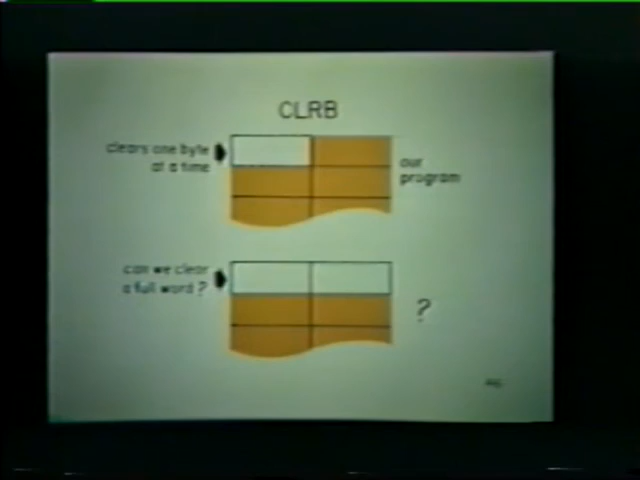 CLRB
clears one byte
at a time
our
program
can we clear
a full word?
?